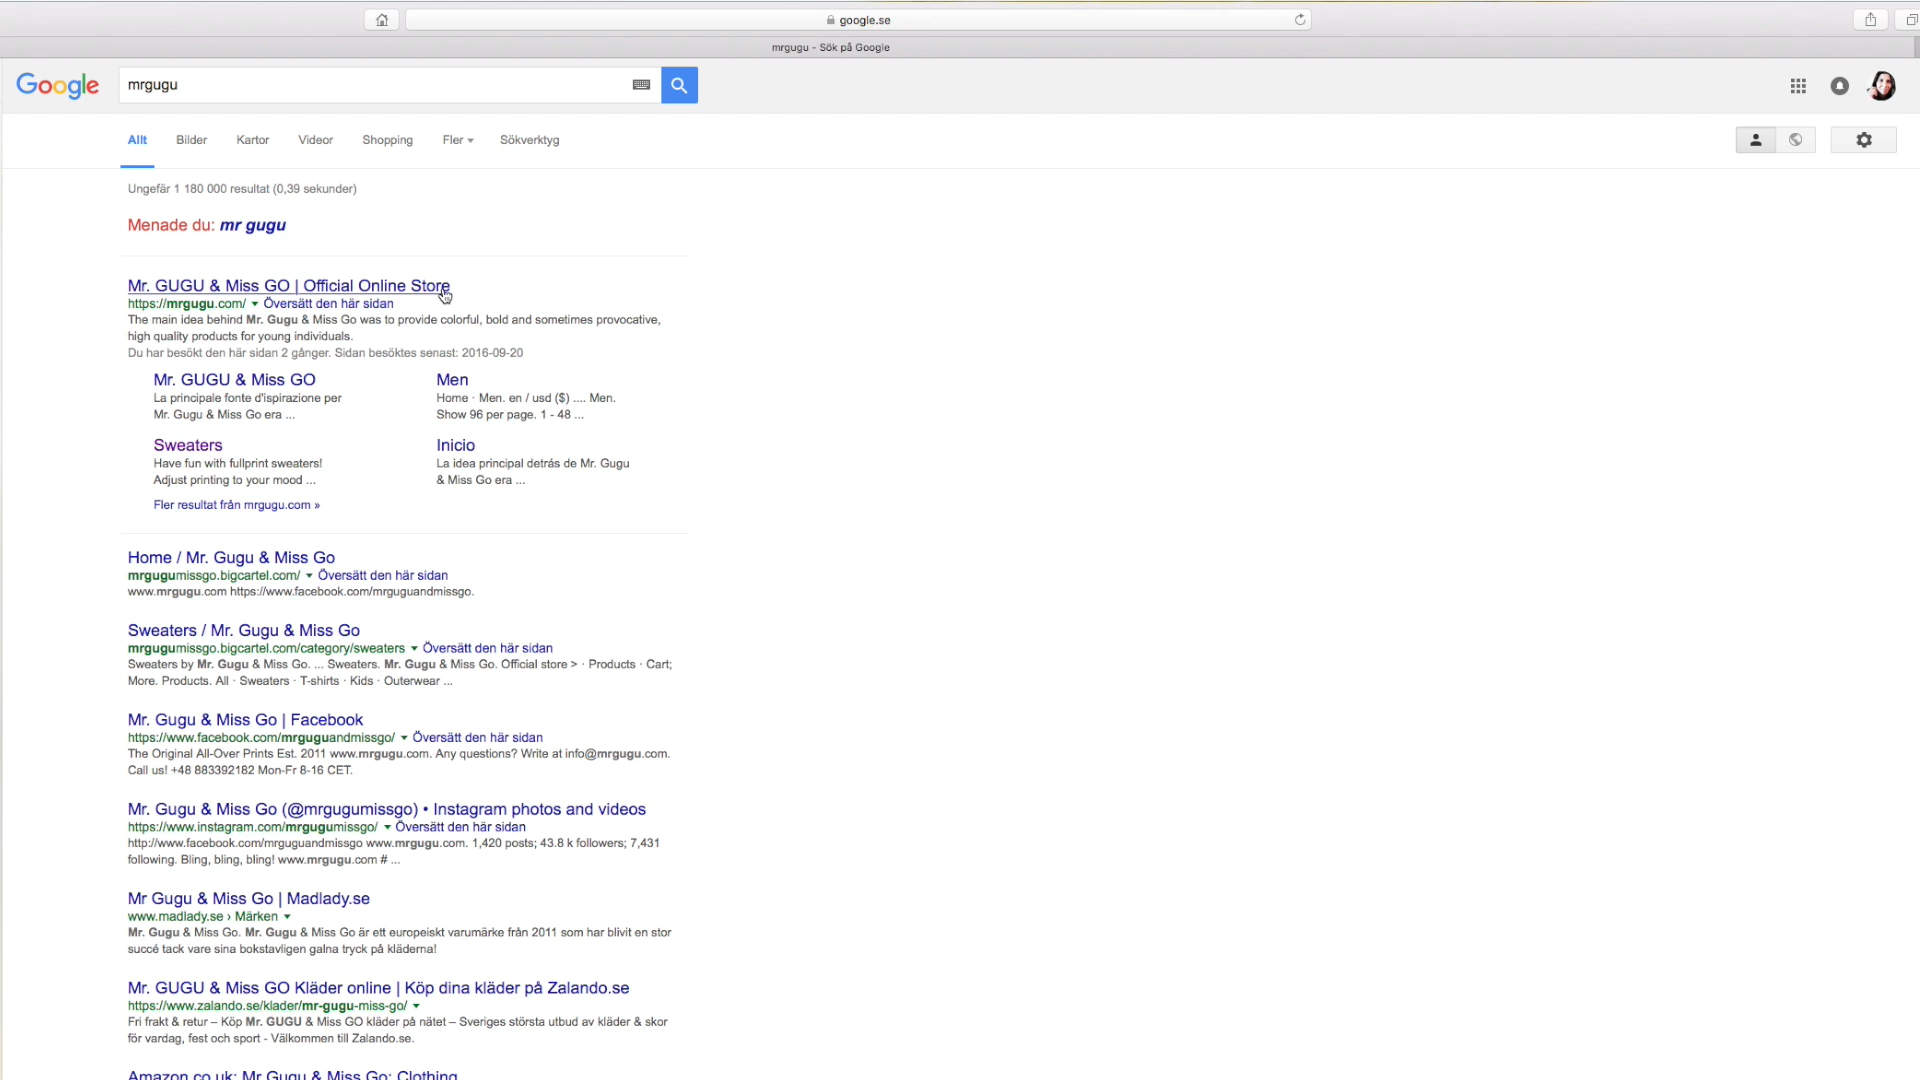 google.se
mrgugu - Sök på Google
Google
mrgugu
Allt Bilder Kartor Videor Shopping Fler Sökverktyg
Ungefär 1 180 000 resultat (0,39 sekunder)
Menade du: mr gugu
Mr. GUGU & Miss GO | Official Online Store
https://mrgugu.com/ Översätt den här sidan
The main idea behind Mr. Gugu & Miss Go was to provide colorful, bold and sometimes provocative,
high quality products for young individuals.
Du har besökt den här sidan 2 gånger. Sidan besöktes senast: 2016-09-20
Mr. GUGU & Miss GO
La principale fonte d'ispirazione per
Mr. Gugu & Miss Go era ...
Men
Home · Men. en / usd ($) .... Men.
Show 96 per page. 1 - 48 ...
Sweaters
Have fun with fullprint sweaters!
Adjust printing to your mood ...
Inicio
La idea principal detrás de Mr. Gugu
& Miss Go era ...
Fler resultat från mrgugu.com »
Home / Mr. Gugu & Miss Go
mrgugumissgo.bigcartel.com/ Översätt den här sidan
www.mrgugu.com https://www.facebook.com/mrguguandmissgo.
Sweaters / Mr. Gugu & Miss Go
mrgugumissgo.bigcartel.com/category/sweaters Översätt den här sidan
Sweaters by Mr. Gugu & Miss Go. ... Sweaters. Mr. Gugu & Miss Go. Official store > · Products · Cart;
More. Products. All · Sweaters · T-shirts · Kids · Outerwear ...
Mr. Gugu & Miss Go | Facebook
https://www.facebook.com/mrguguandmissgo/ Översätt den här sidan
The Original All-Over Prints Est. 2011 www.mrgugu.com. Any questions? Write at info@mrgugu.com.
Call us! +48 883392182 Mon-Fr 8-16 CET.
Mr. Gugu & Miss Go (@mrgugumissgo) • Instagram photos and videos
https://www.instagram.com/mrgugumissgo/ Översätt den här sidan
http://www.facebook.com/mrguguandmissgo www.mrgugu.com. 1,420 posts; 43.8 k followers; 7,431
following. Bling, bling, bling! www.mrgugu.com # ...
Mr Gugu & Miss Go | Madlady.se
www.madlady.se › Märken
Mr. Gugu & Miss Go. Mr. Gugu & Miss Go är ett europeiskt varumärke från 2011 som har blivit en stor
succé tack vare sina bokstavligen galna tryck på kläderna!
Mr. GUGU & Miss GO Kläder online | Köp dina kläder på Zalando.se
https://www.zalando.se/klader/mr-gugu-miss-go/
Fri frakt & retur – Köp Mr. GUGU & Miss GO kläder på nätet – Sveriges största utbud av kläder & skor
för vardag, fest och sport - Välkommen till Zalando.se.
Amazon.co.uk: Mr Gugu & Miss Go: Clothing